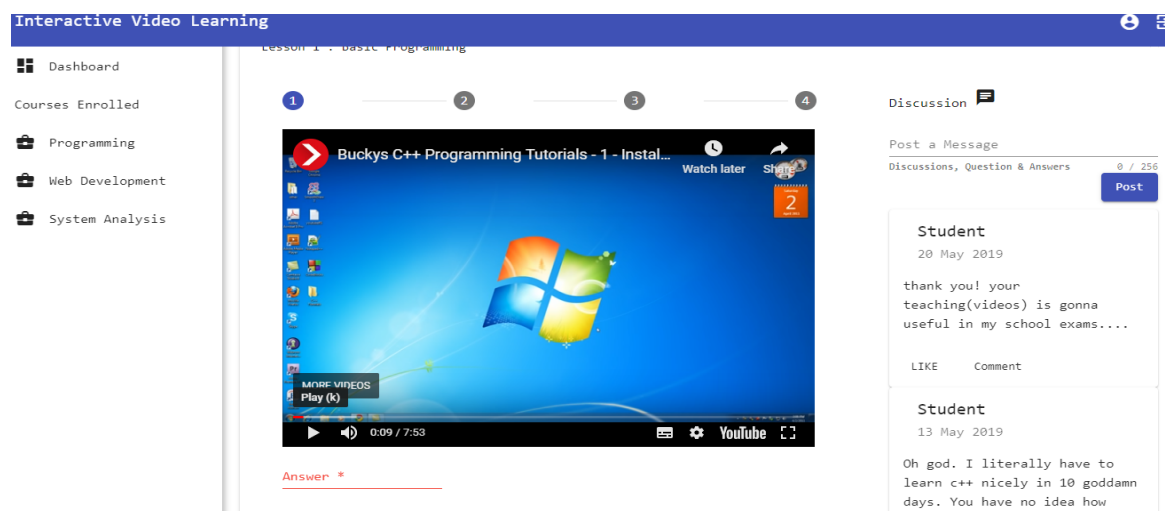 Interactive Video Learning
Dashboard
Courses Enrolled
Programming
Web Development
System Analysis
Lesson 1 : Basic Programming
1
2
3
4
Buckys C++ Programming Tutorials - 1 - Instal...
Watch later
Share
2
MORE VIDEOS
Play (k)
0:09 / 7:53
YouTube
Answer *
Discussion
Post a Message
Discussions, Question & Answers
0 / 256
Post
Student
20 May 2019
thank you! your
teaching(videos) is gonna
useful in my school exams....
LIKE
Comment
Student
13 May 2019
Oh god. I literally have to
learn c++ nicely in 10 goddamn
days. You have no idea how